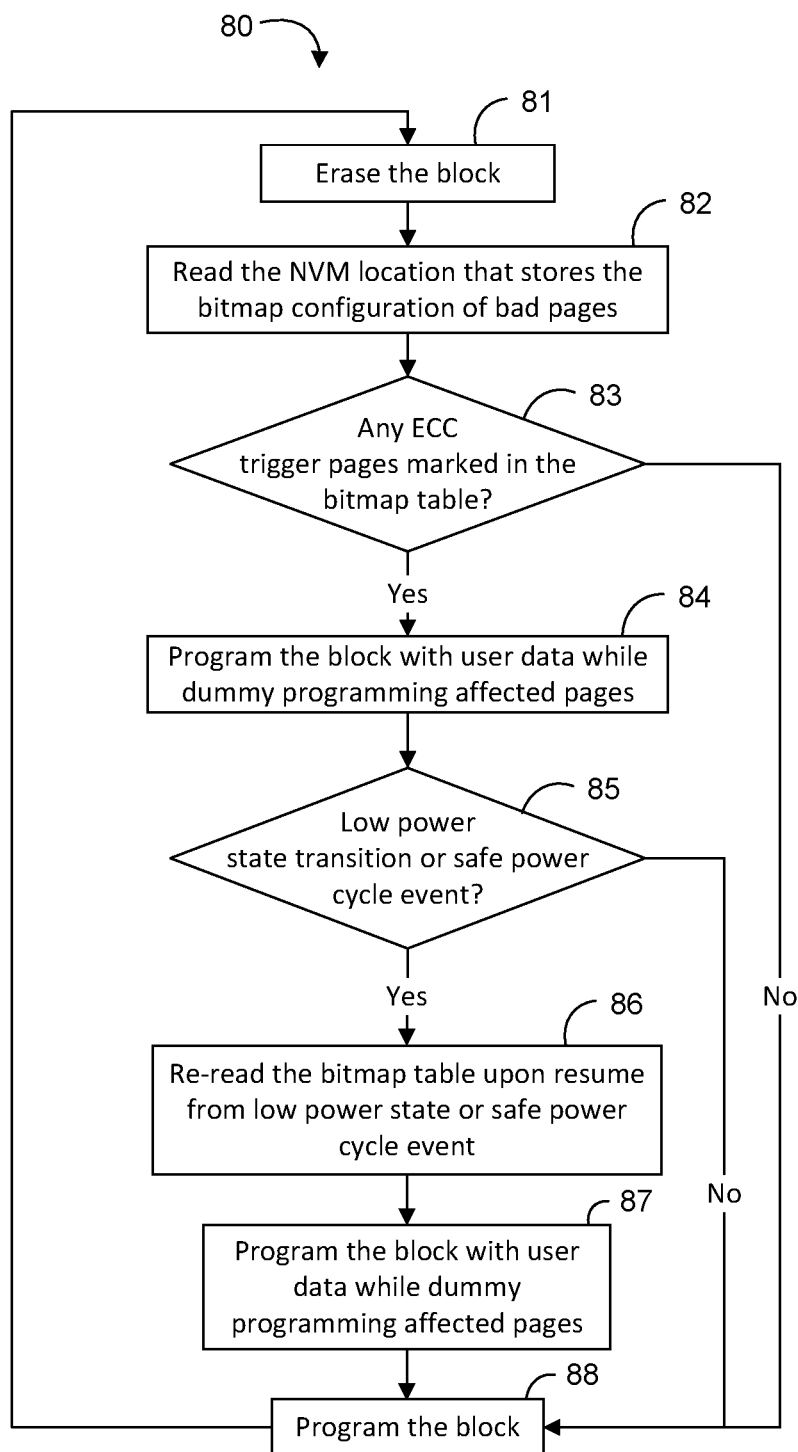 80
81
Erase the block
82
Read the NVM location that stores the
bitmap configuration of bad pages
83
Any ECC
trigger pages marked in the
bitmap table?
Yes
84
Program the block with user data while
dummy programming affected pages
85
Low power
state transition or safe power
cycle event?
Yes
No
86
Re-read the bitmap table upon resume
from low power state or safe power
cycle event
No
87
Program the block with user
data while dummy
programming affected pages
88
Program the block